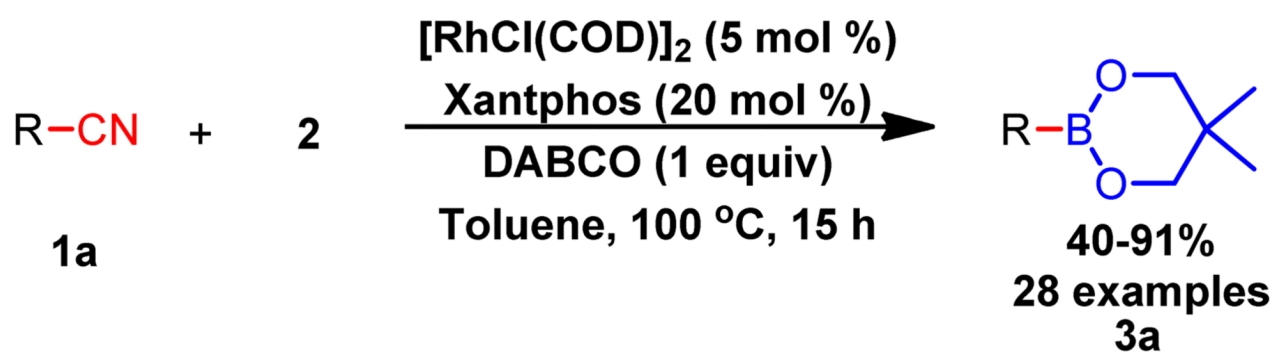 [RhCl(COD)]₂ (5 mol %)
Xantphos (20 mol %)
R–CN + 2
DABCO (1 equiv)
Toluene, 100 ºC, 15 h
1a
R–B
O
O
40-91%
28 examples
3a